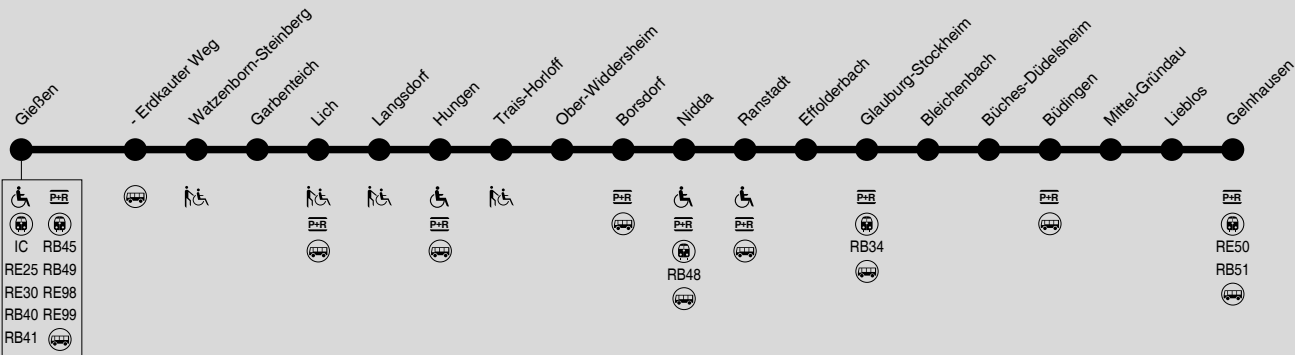 Gießen
- Erdkauter Weg
Watzenborn-Steinberg
Garbenteich
Lich
Langsdorf
Hungen
Trais-Horloff
Ober-Widdersheim
Borsdorf
Nidda
Ranstadt
Effolderbach
Glauburg-Stockheim
Bleichenbach
Büches-Düdelsheim
Büdingen
Mittel-Gründau
Lieblos
Gelnhausen
P+R
IC RB45
RE25 RB49
RE30 RE98
RB40 RE99
RB41
P+R
P+R
P+R
P+R
RB48
P+R
P+R
RB34
P+R
P+R
RE50
RB51